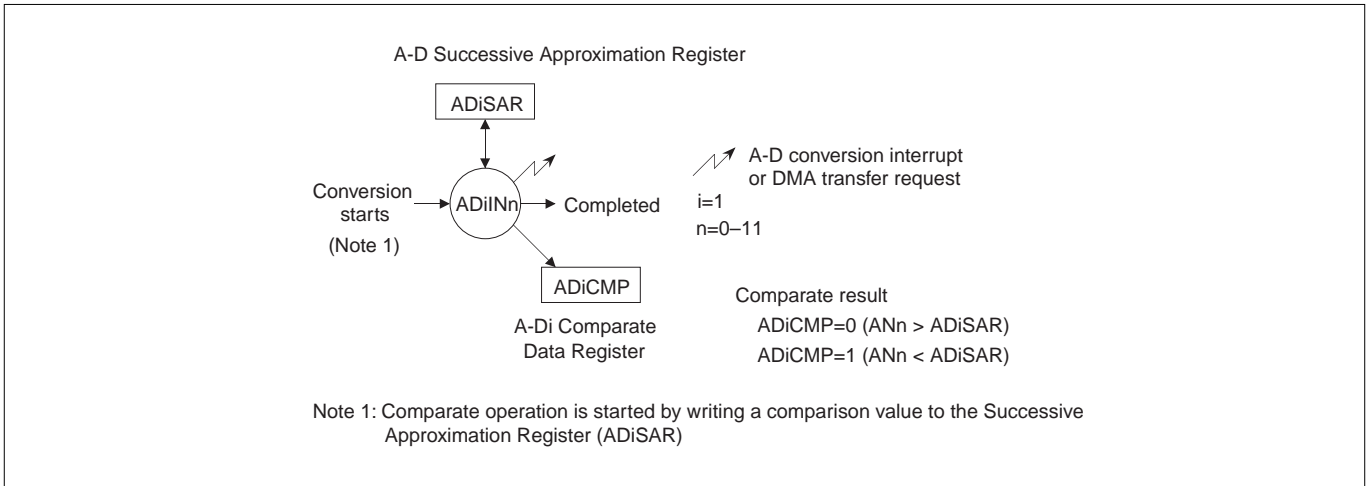 A-D Successive Approximation Register
ADiSAR
Conversion
starts
(Note 1)
ADiINn
Completed
A-D conversion interrupt
or DMA transfer request
i=1
n=0–11
ADiCMP
A-Di Comparate
Data Register
Comparate result
ADiCMP=0 (ANn > ADiSAR)
ADiCMP=1 (ANn < ADiSAR)
Note 1: Comparate operation is started by writing a comparison value to the Successive
Approximation Register (ADiSAR)